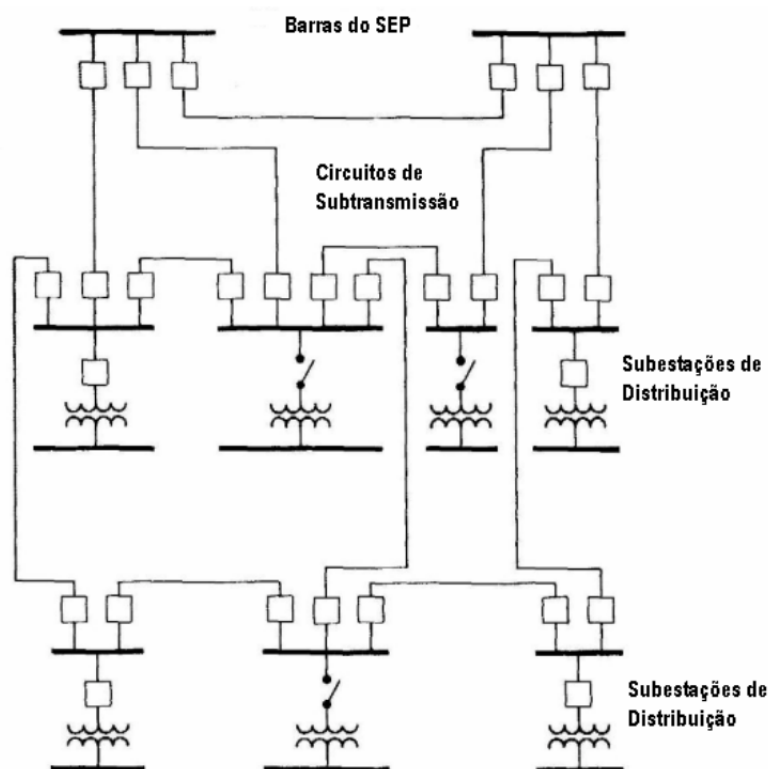 Barras do SEP
Circuitos de
Subtransmissão
Subestações de
Distribuição
Subestações de
Distribuição